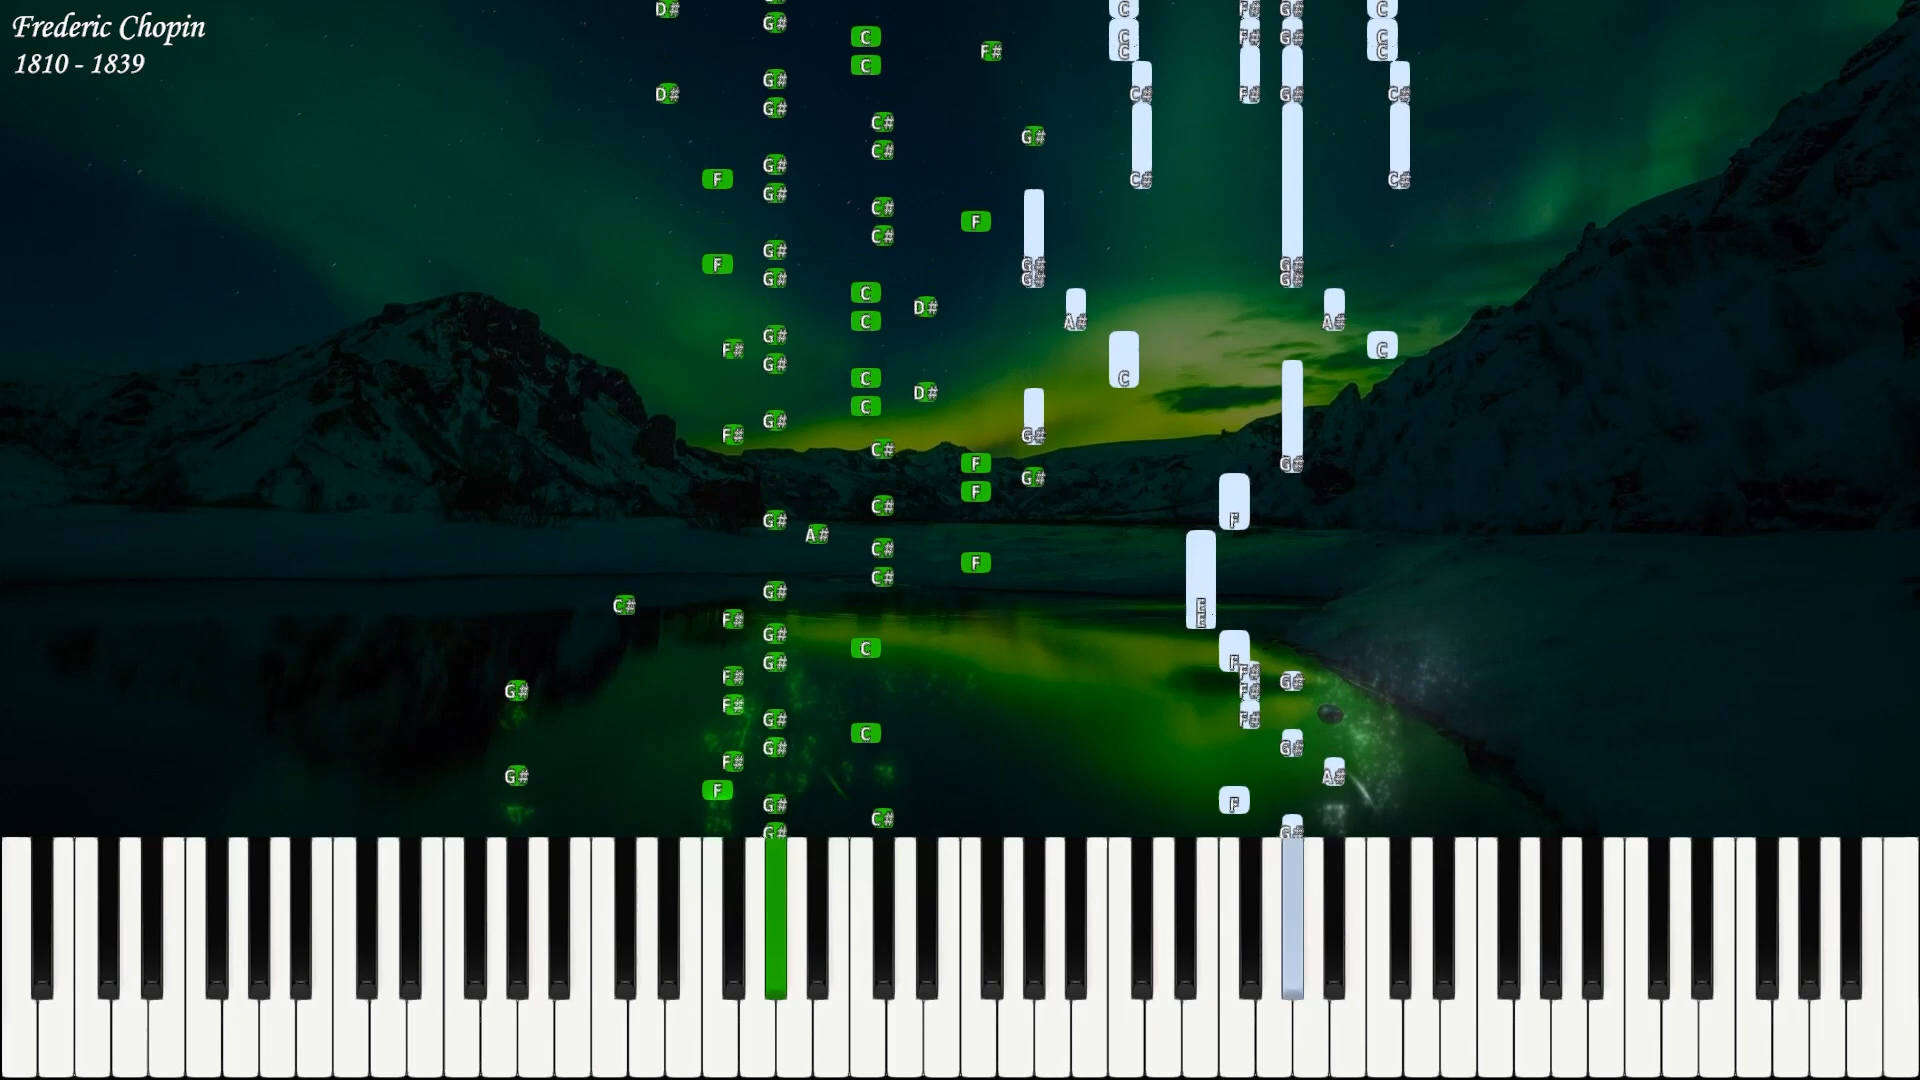 Frederic Chopin
1810 - 1839
D# G# C F# C F# G# C
G# C F# G# C
C C C
G# C
D# G# C# F# G# C#
G#
C#
G#
C#
G#
F C# C#
G#
C#
F
G#
C#
F G# G#
G# G# G#
C
D#
C A# A#
G#
F# C
G#
C C
D#
C
G#
F# G#
C#
F G#
G#
F
C#
G# F
A#
C#
F
C#
G#
C# E
F#
G#
C
G# F
F#
F# G#
G# F#
F#
G# F#
C
G# G#
F#
G# A#
F
G# F
C#
G# G#